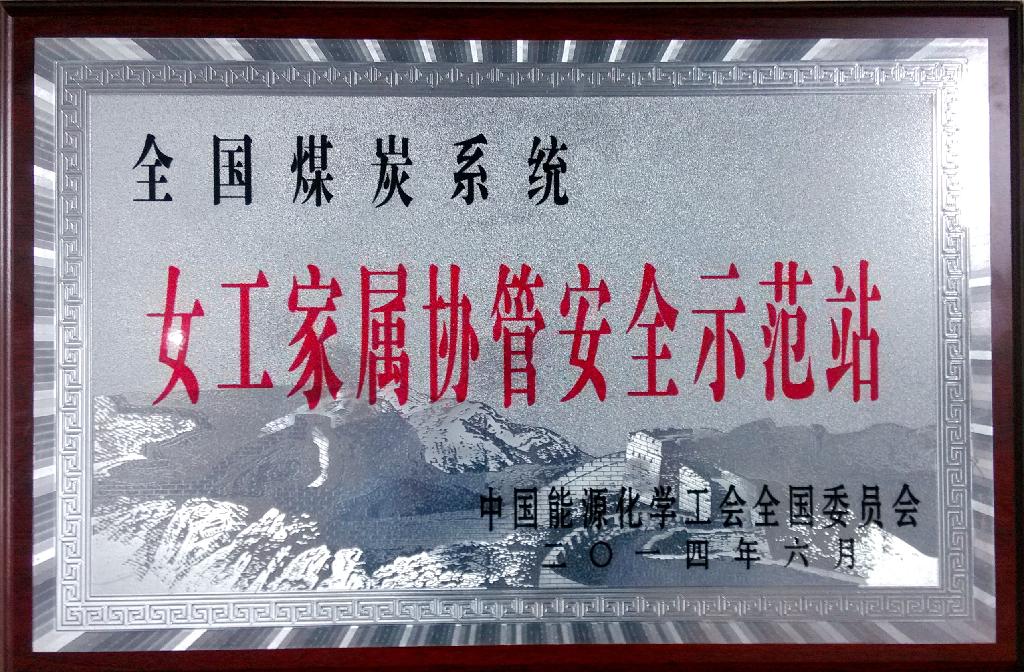 全国煤炭系统
女工家属协管安全示范站
中国能源化学工会全国委员会
二〇一四年六月